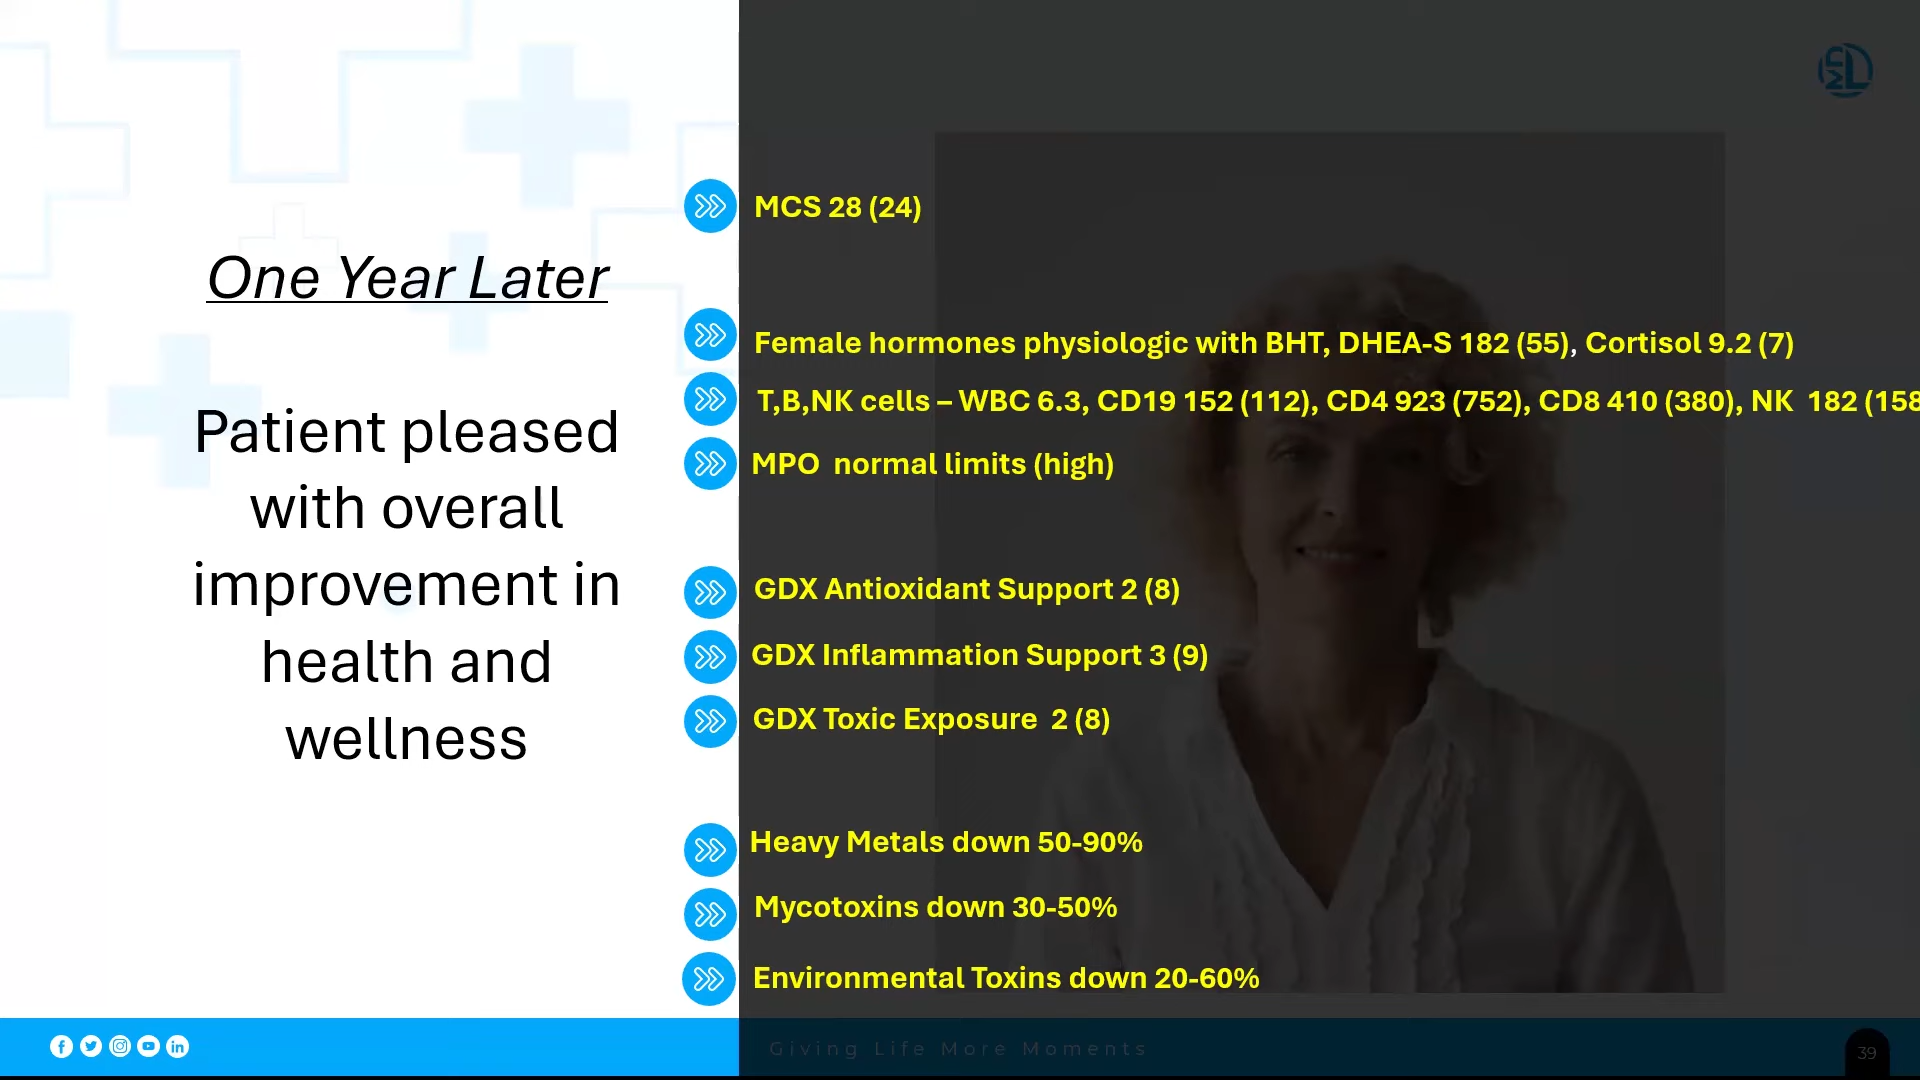 One Year Later
Patient pleased
with overall
improvement in
health and
wellness
MCS 28 (24)
Female hormones physiologic with BHT, DHEA-S 182 (55), Cortisol 9.2 (7)
T,B,NK cells – WBC 6.3, CD19 152 (112), CD4 923 (752), CD8 410 (380), NK 182 (158
MPO normal limits (high)
GDX Antioxidant Support 2 (8)
GDX Inflammation Support 3 (9)
GDX Toxic Exposure 2 (8)
Heavy Metals down 50-90%
Mycotoxins down 30-50%
Environmental Toxins down 20-60%
Giving Life More Moments
39